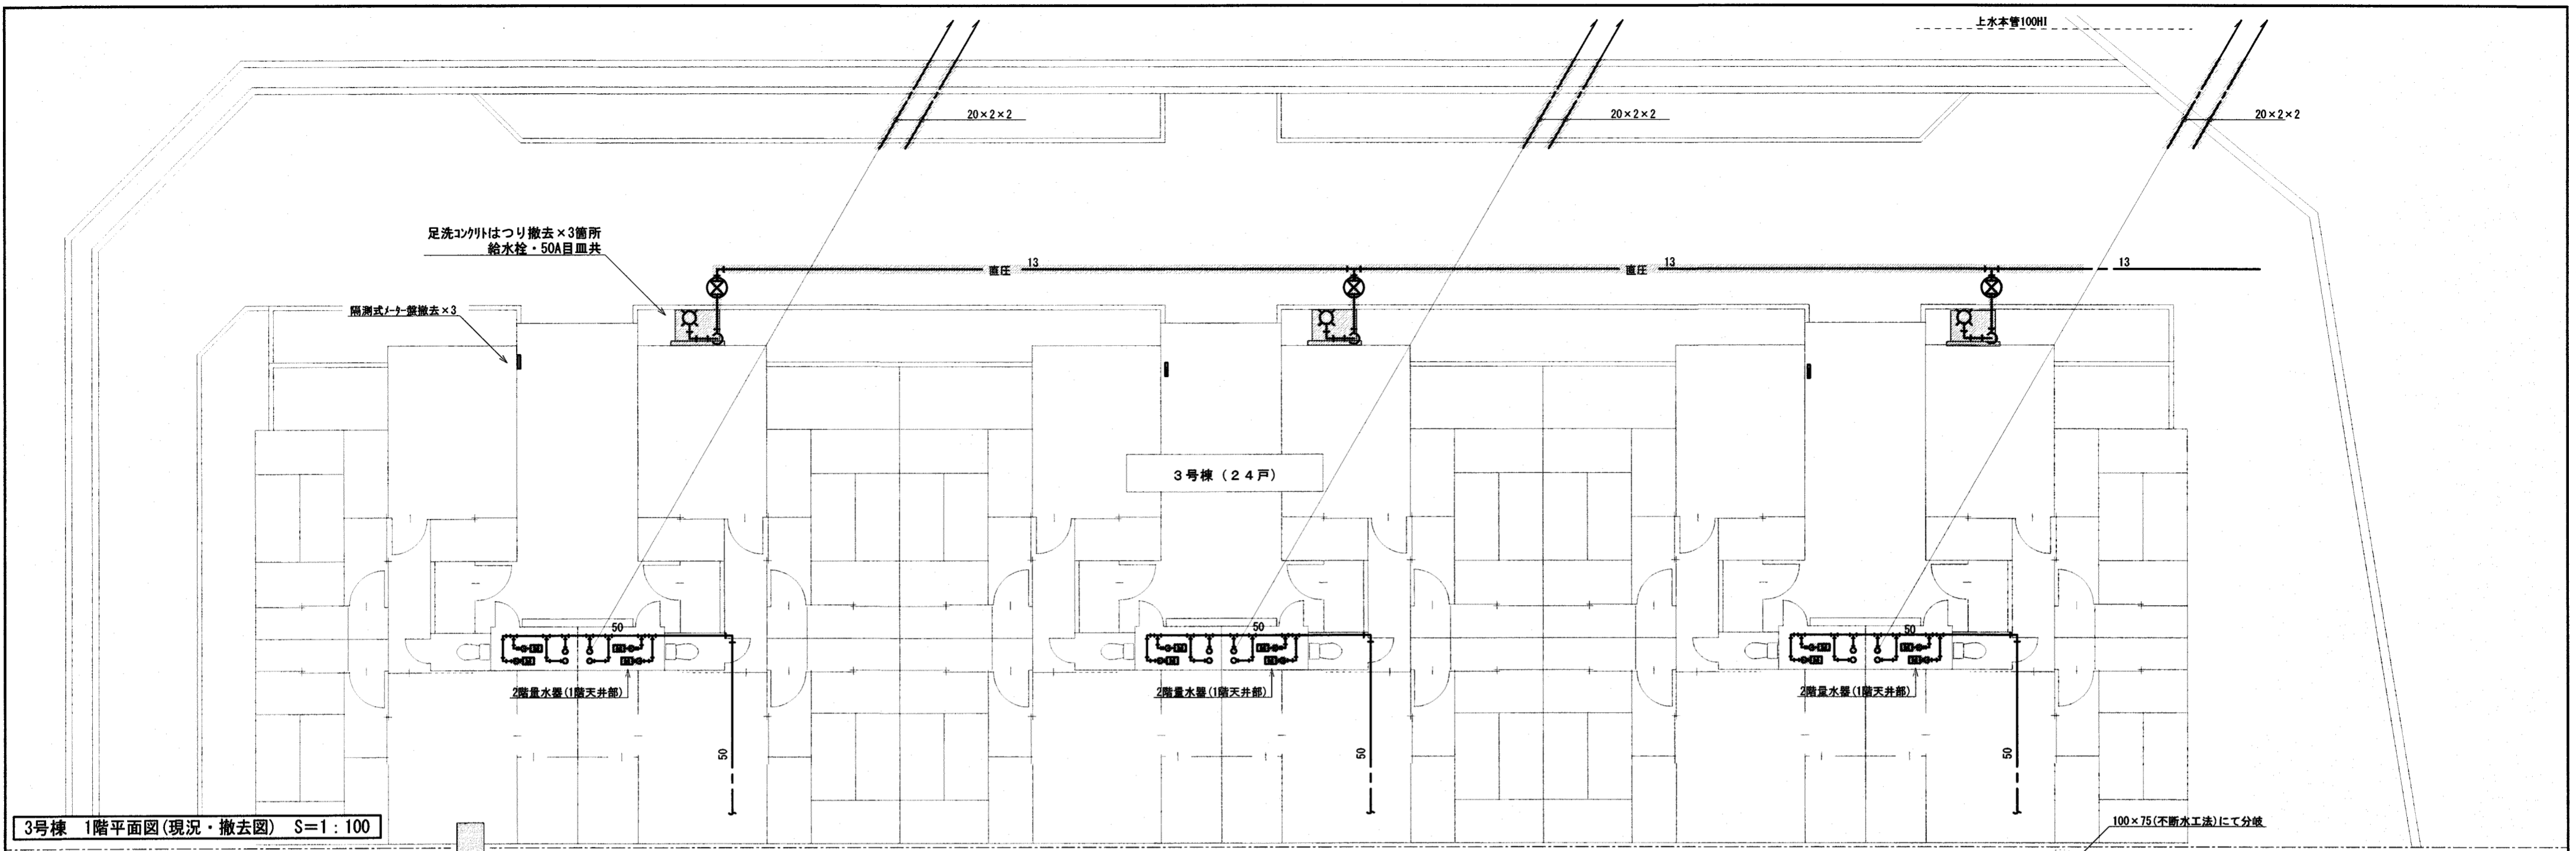 上水本管100HI
20×2×2
20×2×2
20×2×2
足洗コンクリトはつり撤去×3箇所
給水栓・50A目皿共
直圧 13
直圧 13
13
隔測式メーター盤撤去×3
3号棟（24戸）
50
50
50
M
M
M
M
M
M
M
M
M
M
M
M
2階量水器(1階天井部)
2階量水器(1階天井部)
2階量水器(1階天井部)
50
50
50
3号棟 1階平面図(現況・撤去図) S=1：100
100×75(不断水工法)にて分岐